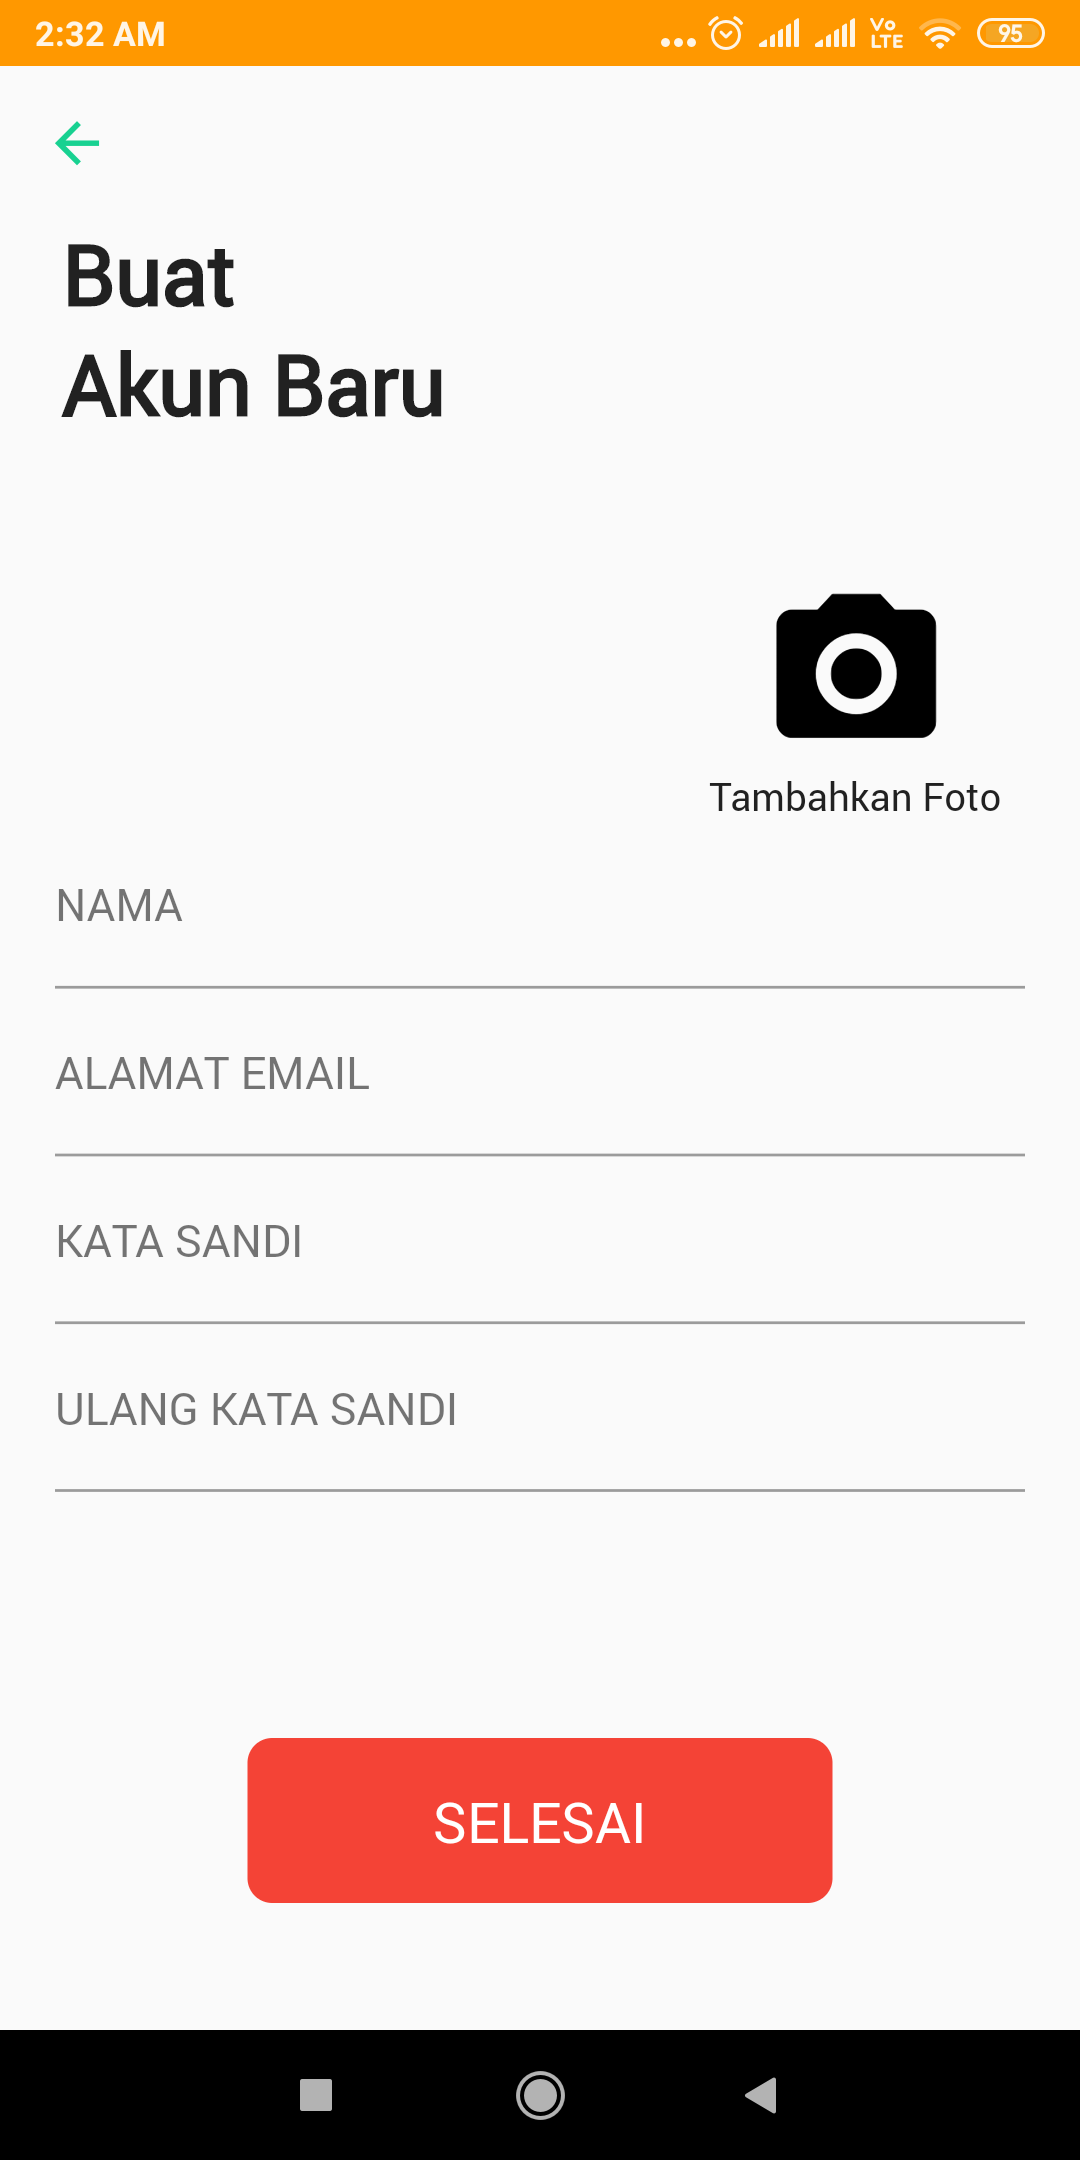 2:32 AM
Vo
LTE
95
Buat
Akun Baru
Tambahkan Foto
NAMA
ALAMAT EMAIL
KATA SANDI
ULANG KATA SANDI
SELESAI